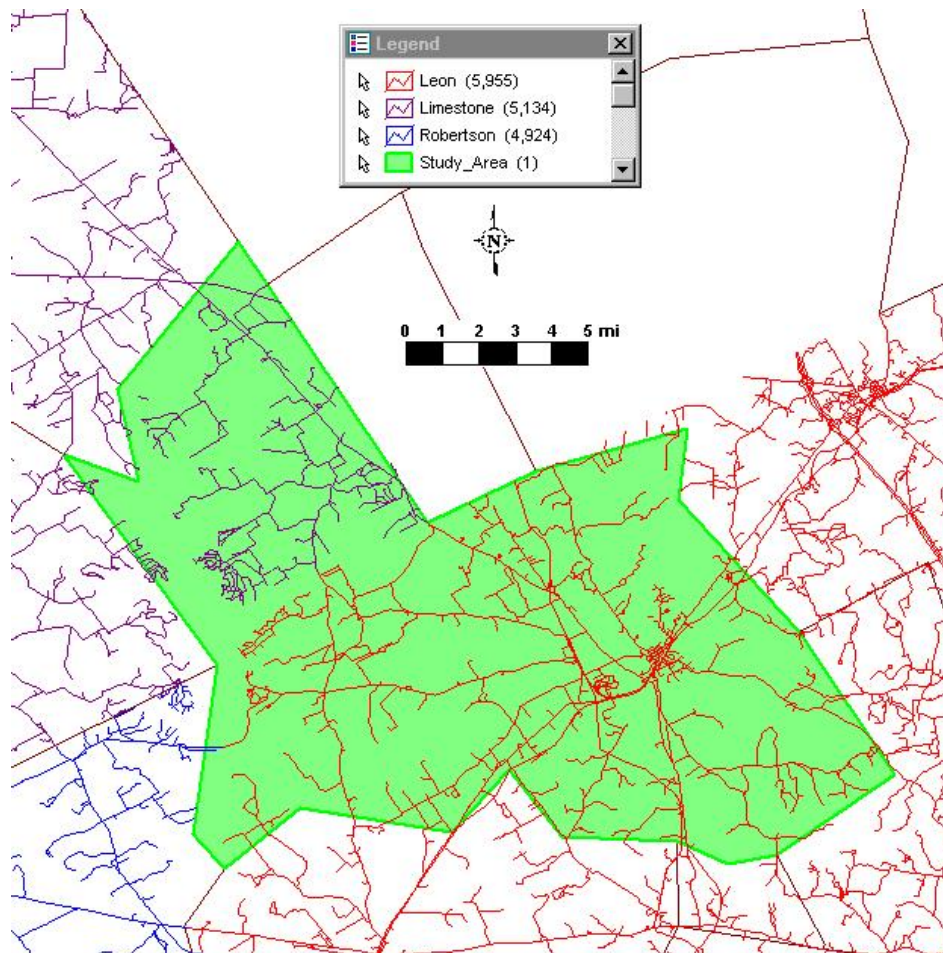 Legend
Leon (5,955)
Limestone (5,134)
Robertson (4,924)
Study_Area (1)
N
0 1 2 3 4 5 mi